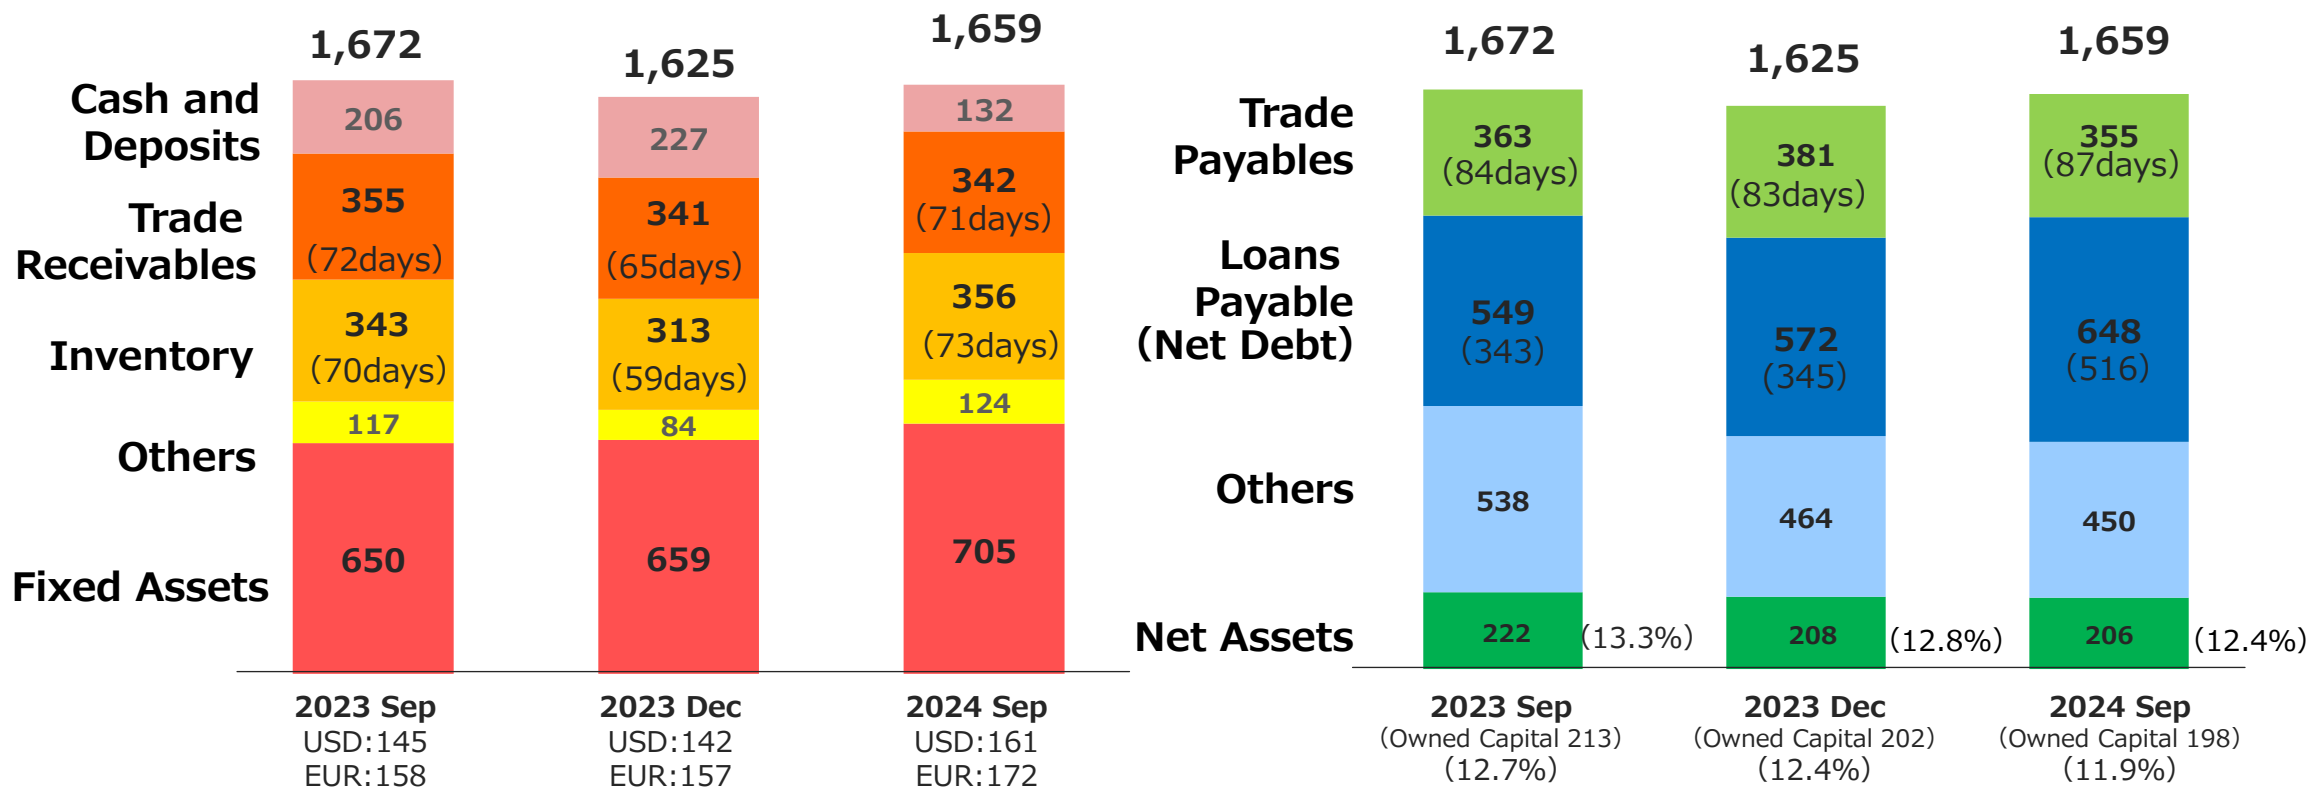 1,672
1,625
1,659
Cash and
Deposits
206
227
132
Trade
Receivables
355
(72days)
341
(65days)
342
(71days)
Inventory
343
(70days)
313
(59days)
356
(73days)
Others
117
84
124
Fixed Assets
650
659
705
2023 Sep
USD:145
EUR:158
2023 Dec
USD:142
EUR:157
2024 Sep
USD:161
EUR:172
1,672
1,625
1,659
Trade
Payables
363
(84days)
381
(83days)
355
(87days)
Loans
Payable
(Net Debt)
549
(343)
572
(345)
648
(516)
Others
538
464
450
Net Assets
222
(13.3%)
208
(12.8%)
206
(12.4%)
2023 Sep
(Owned Capital 213)
(12.7%)
2023 Dec
(Owned Capital 202)
(12.4%)
2024 Sep
(Owned Capital 198)
(11.9%)